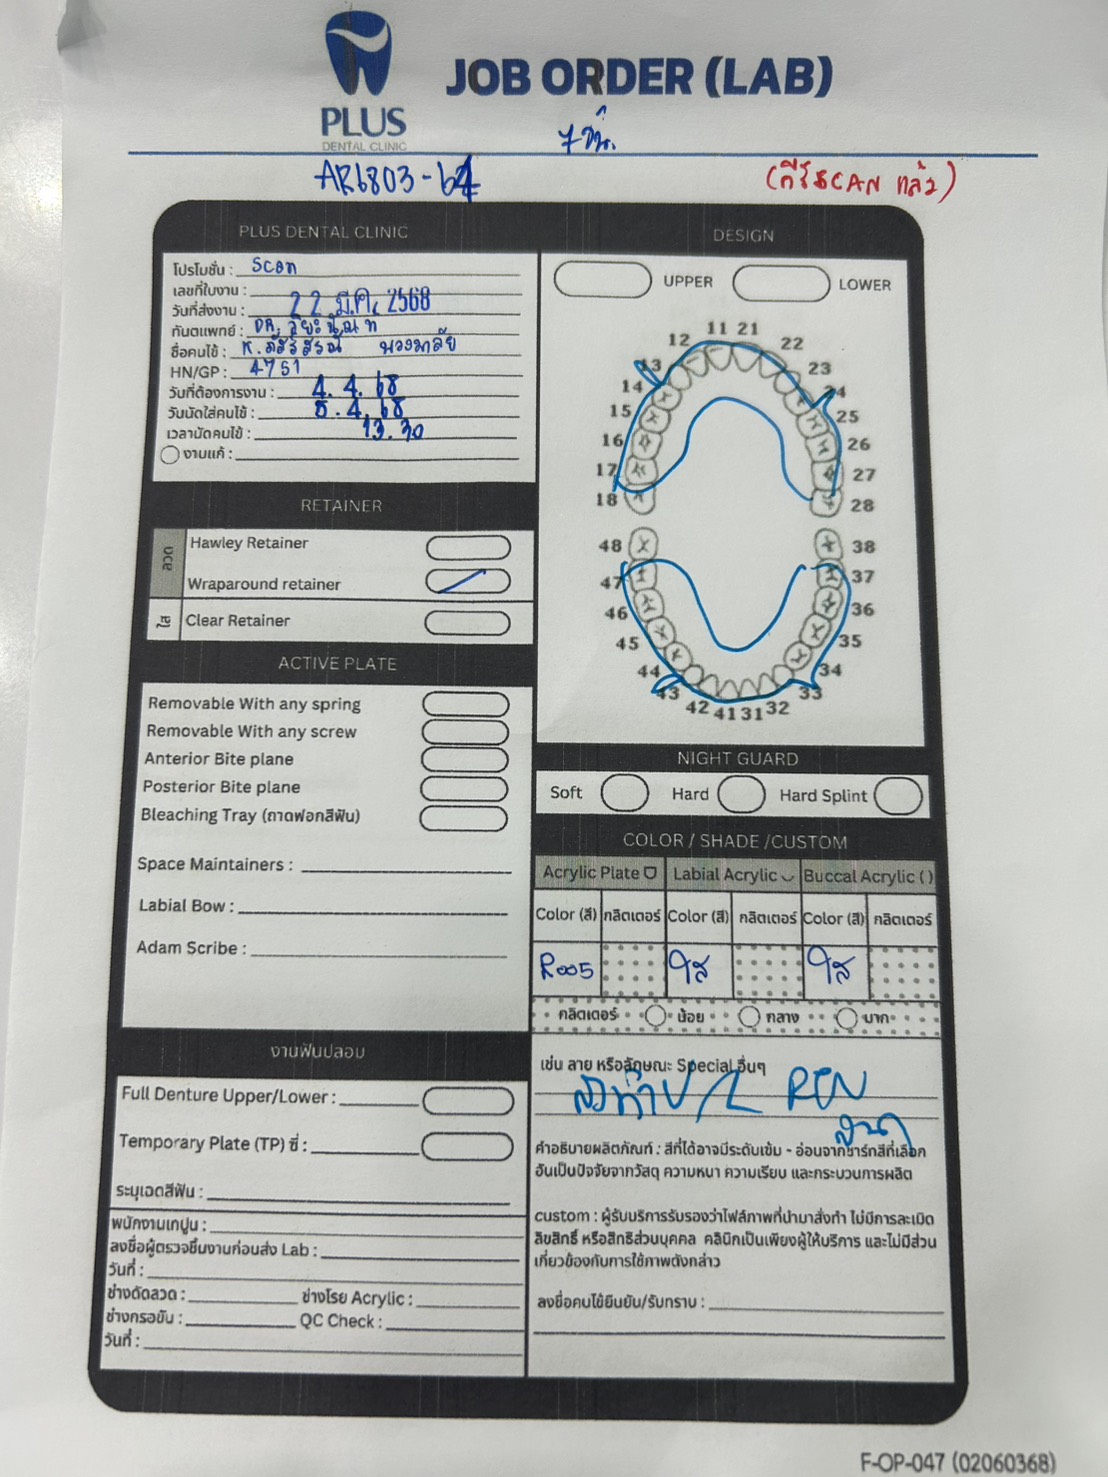 PLUS
DENTAL CLINIC
JOB ORDER (LAB)
7 ชิ้น.
AR6803-64
SCAN แล้ว)
PLUS DENTAL CLINIC
โปรโมชั่น : Scan
เลขที่ใบงาน :
วันที่ส่งงาน : 22 มี.ค. 2568
ทันตแพทย์ : DR.
ชื่อคนไข้ : K.
HN/GP : 4751
วันที่ต้องการงาน : 4. 4. 68
วันนัดใส่คนไข้ : 5. 4. 68
เวลานัดคนไข้ : 13.30
งานแก้ :
DESIGN
UPPER
LOWER
11 21
12 22
13 23
14 24
15 25
16 26
17 27
18 28
48 38
47 37
46 36
45 35
44 34
43 33
42 41 31 32
RETAINER
ลวด
Hawley Retainer
Wraparound retainer
ใส
Clear Retainer
ACTIVE PLATE
Removable With any spring
Removable With any screw
Anterior Bite plane
Posterior Bite plane
Bleaching Tray (ถาดฟอกสีฟัน)
Space Maintainers :
Labial Bow :
Adam Scribe :
NIGHT GUARD
Soft Hard Hard Splint
COLOR / SHADE /CUSTOM
Acrylic Plate Labial Acrylic Buccal Acrylic ( )
Color (สี) กลิตเตอร์ Color (สี) กลิตเตอร์ Color (สี) กลิตเตอร์
R005 ใส ใส
กลิตเตอร์ น้อย กลาง มาก
เช่น ลาย หรือลักษณะ Special อื่นๆ
U/L RTN
คำอธิบายผลิตภัณฑ์ : สีที่ได้อาจมีระดับเข้ม - อ่อนจากชาร์ทสีที่เลือก
อันเป็นปัจจัยจากวัสดุ ความหนา ความเรียบ และกระบวนการผลิต
custom : ผู้รับบริการรับรองว่าไฟล์ภาพที่นำมาสั่งทำ ไม่มีการละเมิด
ลิขสิทธิ์ หรือสิทธิส่วนบุคคล คลินิกเป็นเพียงผู้ให้บริการ และไม่มีส่วน
เกี่ยวข้องกับการใช้ภาพดังกล่าว
ลงชื่อคนไข้ยืนยัน/รับทราบ :
งานฟันปลอม
Full Denture Upper/Lower :
Temporary Plate (TP) ซี่ :
ระบุเฉดสีฟัน :
พนักงานเทปูน :
ลงชื่อผู้ตรวจชิ้นงานก่อนส่ง Lab :
วันที่ :
ช่างดัดลวด : ช่างโรย Acrylic :
ช่างกรอขัน : QC Check :
วันที่ :
F-OP-047 (02060368)